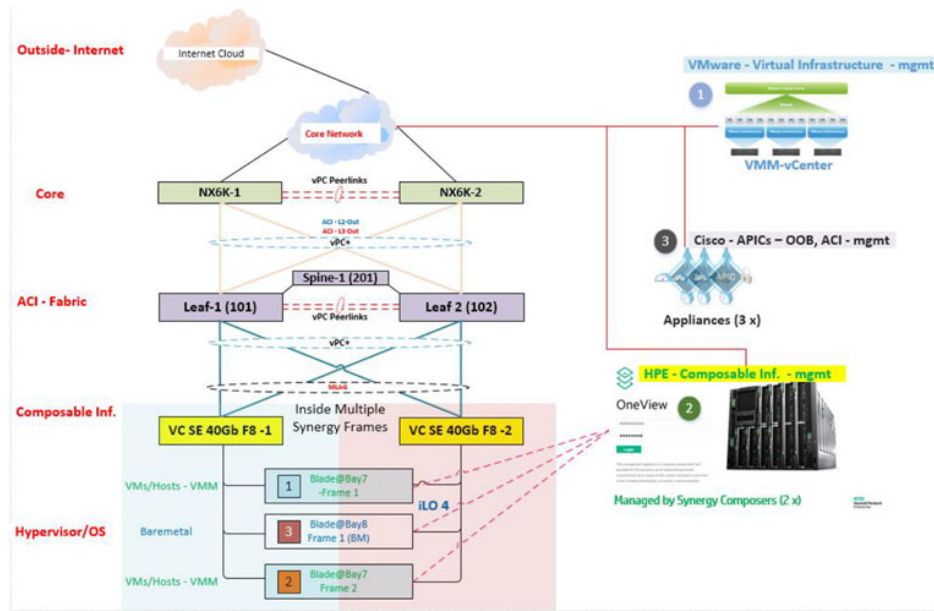 Outside- Internet
Internet Cloud
VMware - Virtual Infrastructure - mgmt
1
Core Network
VMM-vCenter
vPC Peerlinks
Core
NX6K-1
NX6K-2
ACI - L2-Out
ACI - L3 Out
vPC+
3
Cisco - APICs – OOB, ACI - mgmt
APIC
Appliances (3 x)
Spine-1 (201)
ACI - Fabric
Leaf-1 (101)
Leaf 2 (102)
vPC Peerlinks
vPC+
MLAG
HPE - Composable Inf. - mgmt
OneView
2
Login
Managed by Synergy Composers (2 x)
Hewlett Packard
Enterprise
Composable Inf.
Inside Multiple
Synergy Frames
VC SE 40Gb F8 -1
VC SE 40Gb F8 -2
VMs/Hosts - VMM
1
Blade@Bay7
-Frame 1
iLO 4
Hypervisor/OS
Baremetal
3
Blade@Bay8
Frame 1 (BM)
VMs/Hosts - VMM
2
Blade@Bay7
Frame 2